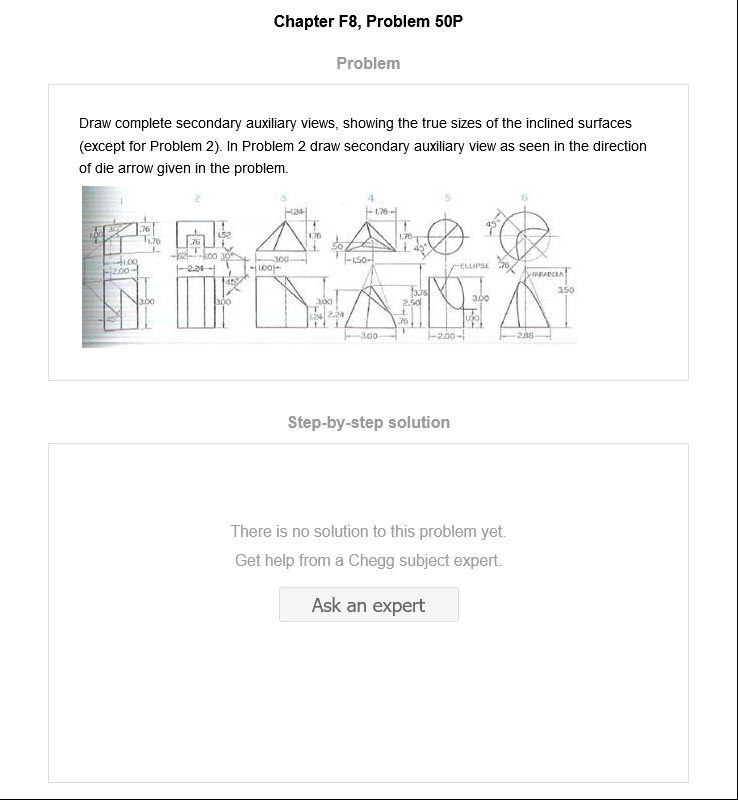 Chapter F8, Problem 50P
Problem
Draw complete secondary auxiliary views, showing the true sizes of the inclined surfaces
(except for Problem 2). In Problem 2 draw secondary auxiliary view as seen in the direction
of die arrow given in the problem.
1 2 3 4 5 6
1.24 1.76
.76 1.52 1.76 1.76 45° 45°
1.00 30° .76 .50
1.76
.62 1.00 30° 3.00 1.50 ELLIPSE .76
1.00
2.00 2.24 1.00 PARABOLA
45° 3.76 3.50
3.00 3.00 3.00 2.50 3.00
45° 1.24 2.24 .76 1.00
3.00 2.00 2.88
Step-by-step solution
There is no solution to this problem yet.
Get help from a Chegg subject expert.
Ask an expert